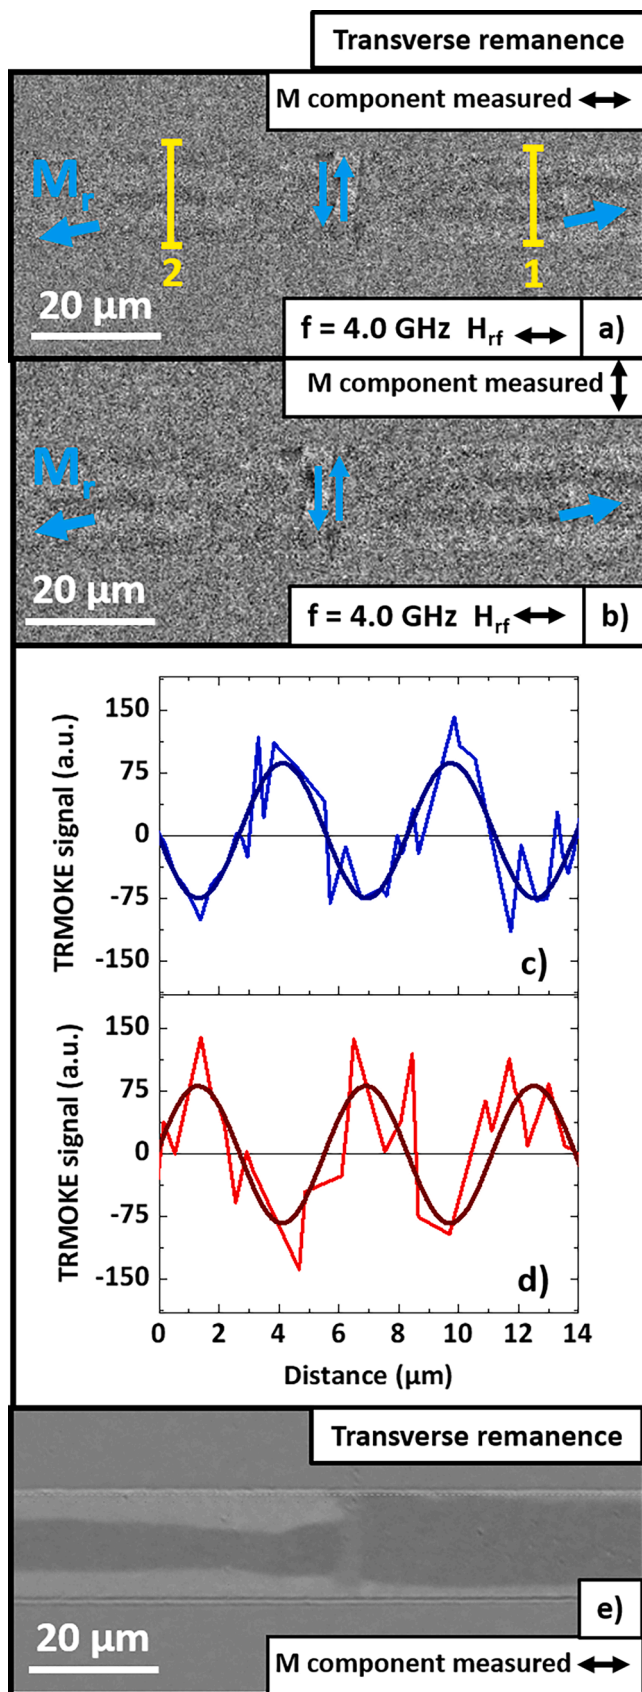 Transverse remanence
M component measured
Mr
2
1
20 μm
f = 4.0 GHz Hrf
a)
M component measured
Mr
20 μm
f = 4.0 GHz Hrf
b)
TRMOKE signal (a.u.)
150
75
0
-75
-150
c)
TRMOKE signal (a.u.)
150
75
0
-75
-150
d)
0 2 4 6 8 10 12 14
Distance (μm)
Transverse remanence
e)
20 μm
M component measured